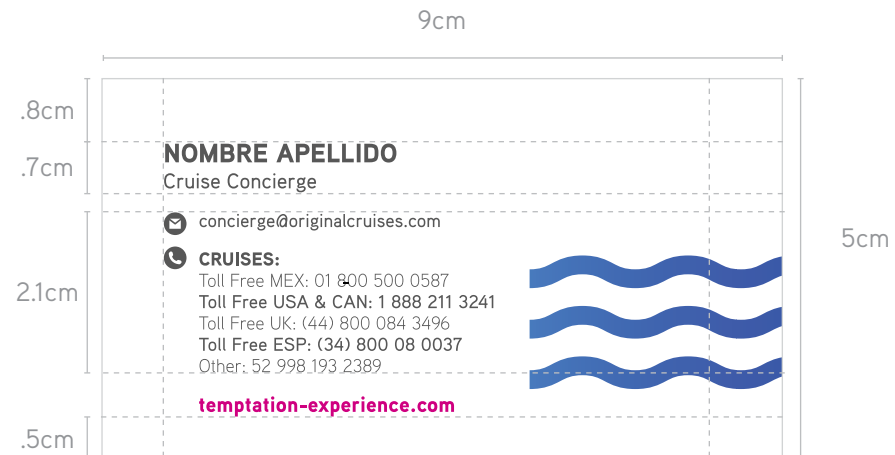 9cm
.8cm
.7cm
NOMBRE APELLIDO
Cruise Concierge
concierge@originalcruises.com
5cm
CRUISES:
Toll Free MEX: 01 800 500 0587
2.1cm
Toll Free USA & CAN: 1 888 211 3241
Toll Free UK: (44) 800 084 3496
Toll Free ESP: (34) 800 08 0037
Other: 52 998 193 2389
temptation-experience.com
.5cm